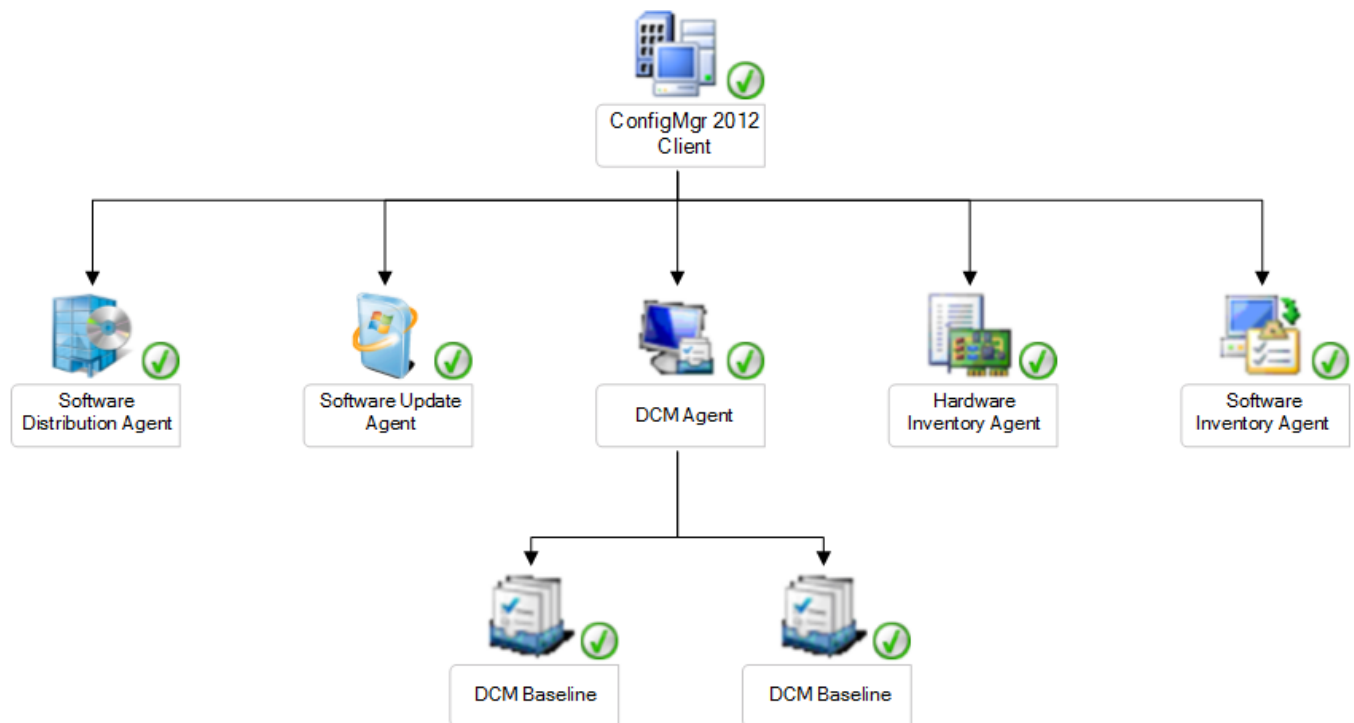 ConfigMgr 2012
Client
Software
Distribution Agent
Software Update
Agent
DCM Agent
Hardware
Inventory Agent
Software
Inventory Agent
DCM Baseline
DCM Baseline